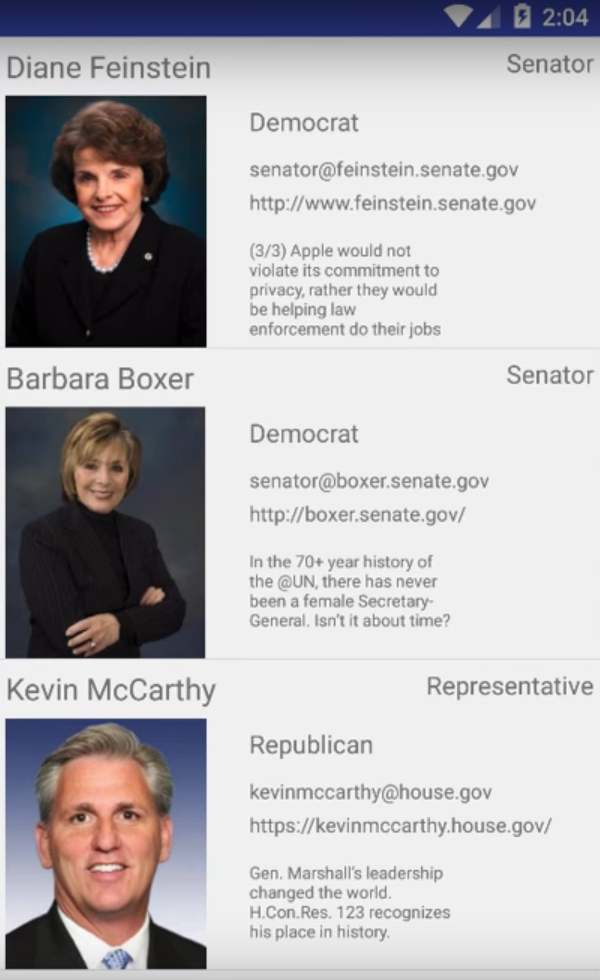 2:04
Diane Feinstein
Senator
Democrat
senator@feinstein.senate.gov
http://www.feinstein.senate.gov
(3/3) Apple would not
violate its commitment to
privacy, rather they would
be helping law
enforcement do their jobs
Barbara Boxer
Senator
Democrat
senator@boxer.senate.gov
http://boxer.senate.gov/
In the 70+ year history of
the @UN, there has never
been a female Secretary-
General. Isn't it about time?
Kevin McCarthy
Representative
Republican
kevinmccarthy@house.gov
https://kevinmccarthy.house.gov/
Gen. Marshall's leadership
changed the world.
H.Con.Res. 123 recognizes
his place in history.